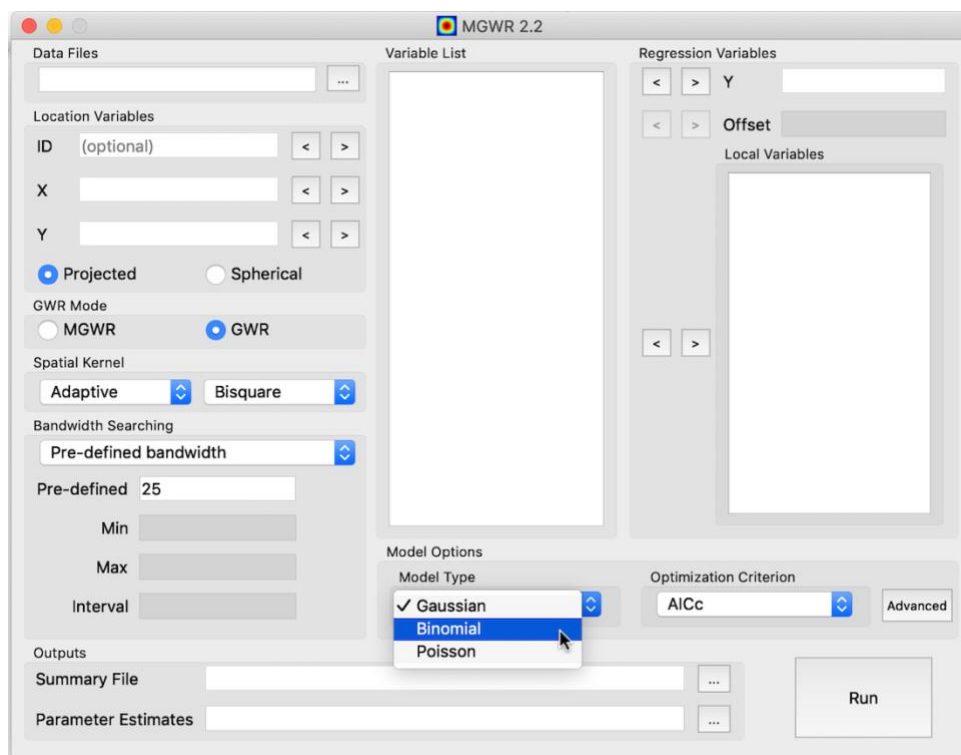 MGWR 2.2
Data Files
...
Location Variables
ID (optional) < >
X < >
Y < >
Projected Spherical
GWR Mode
MGWR GWR
Spatial Kernel
Adaptive Bisquare
Bandwidth Searching
Pre-defined bandwidth
Pre-defined 25
Min
Max
Interval
Variable List
Regression Variables
< > Y
< > Offset
Local Variables
< >
Model Options
Model Type
✓ Gaussian
Binomial
Poisson
Optimization Criterion
AICc Advanced
Outputs
Summary File ...
Parameter Estimates ...
Run